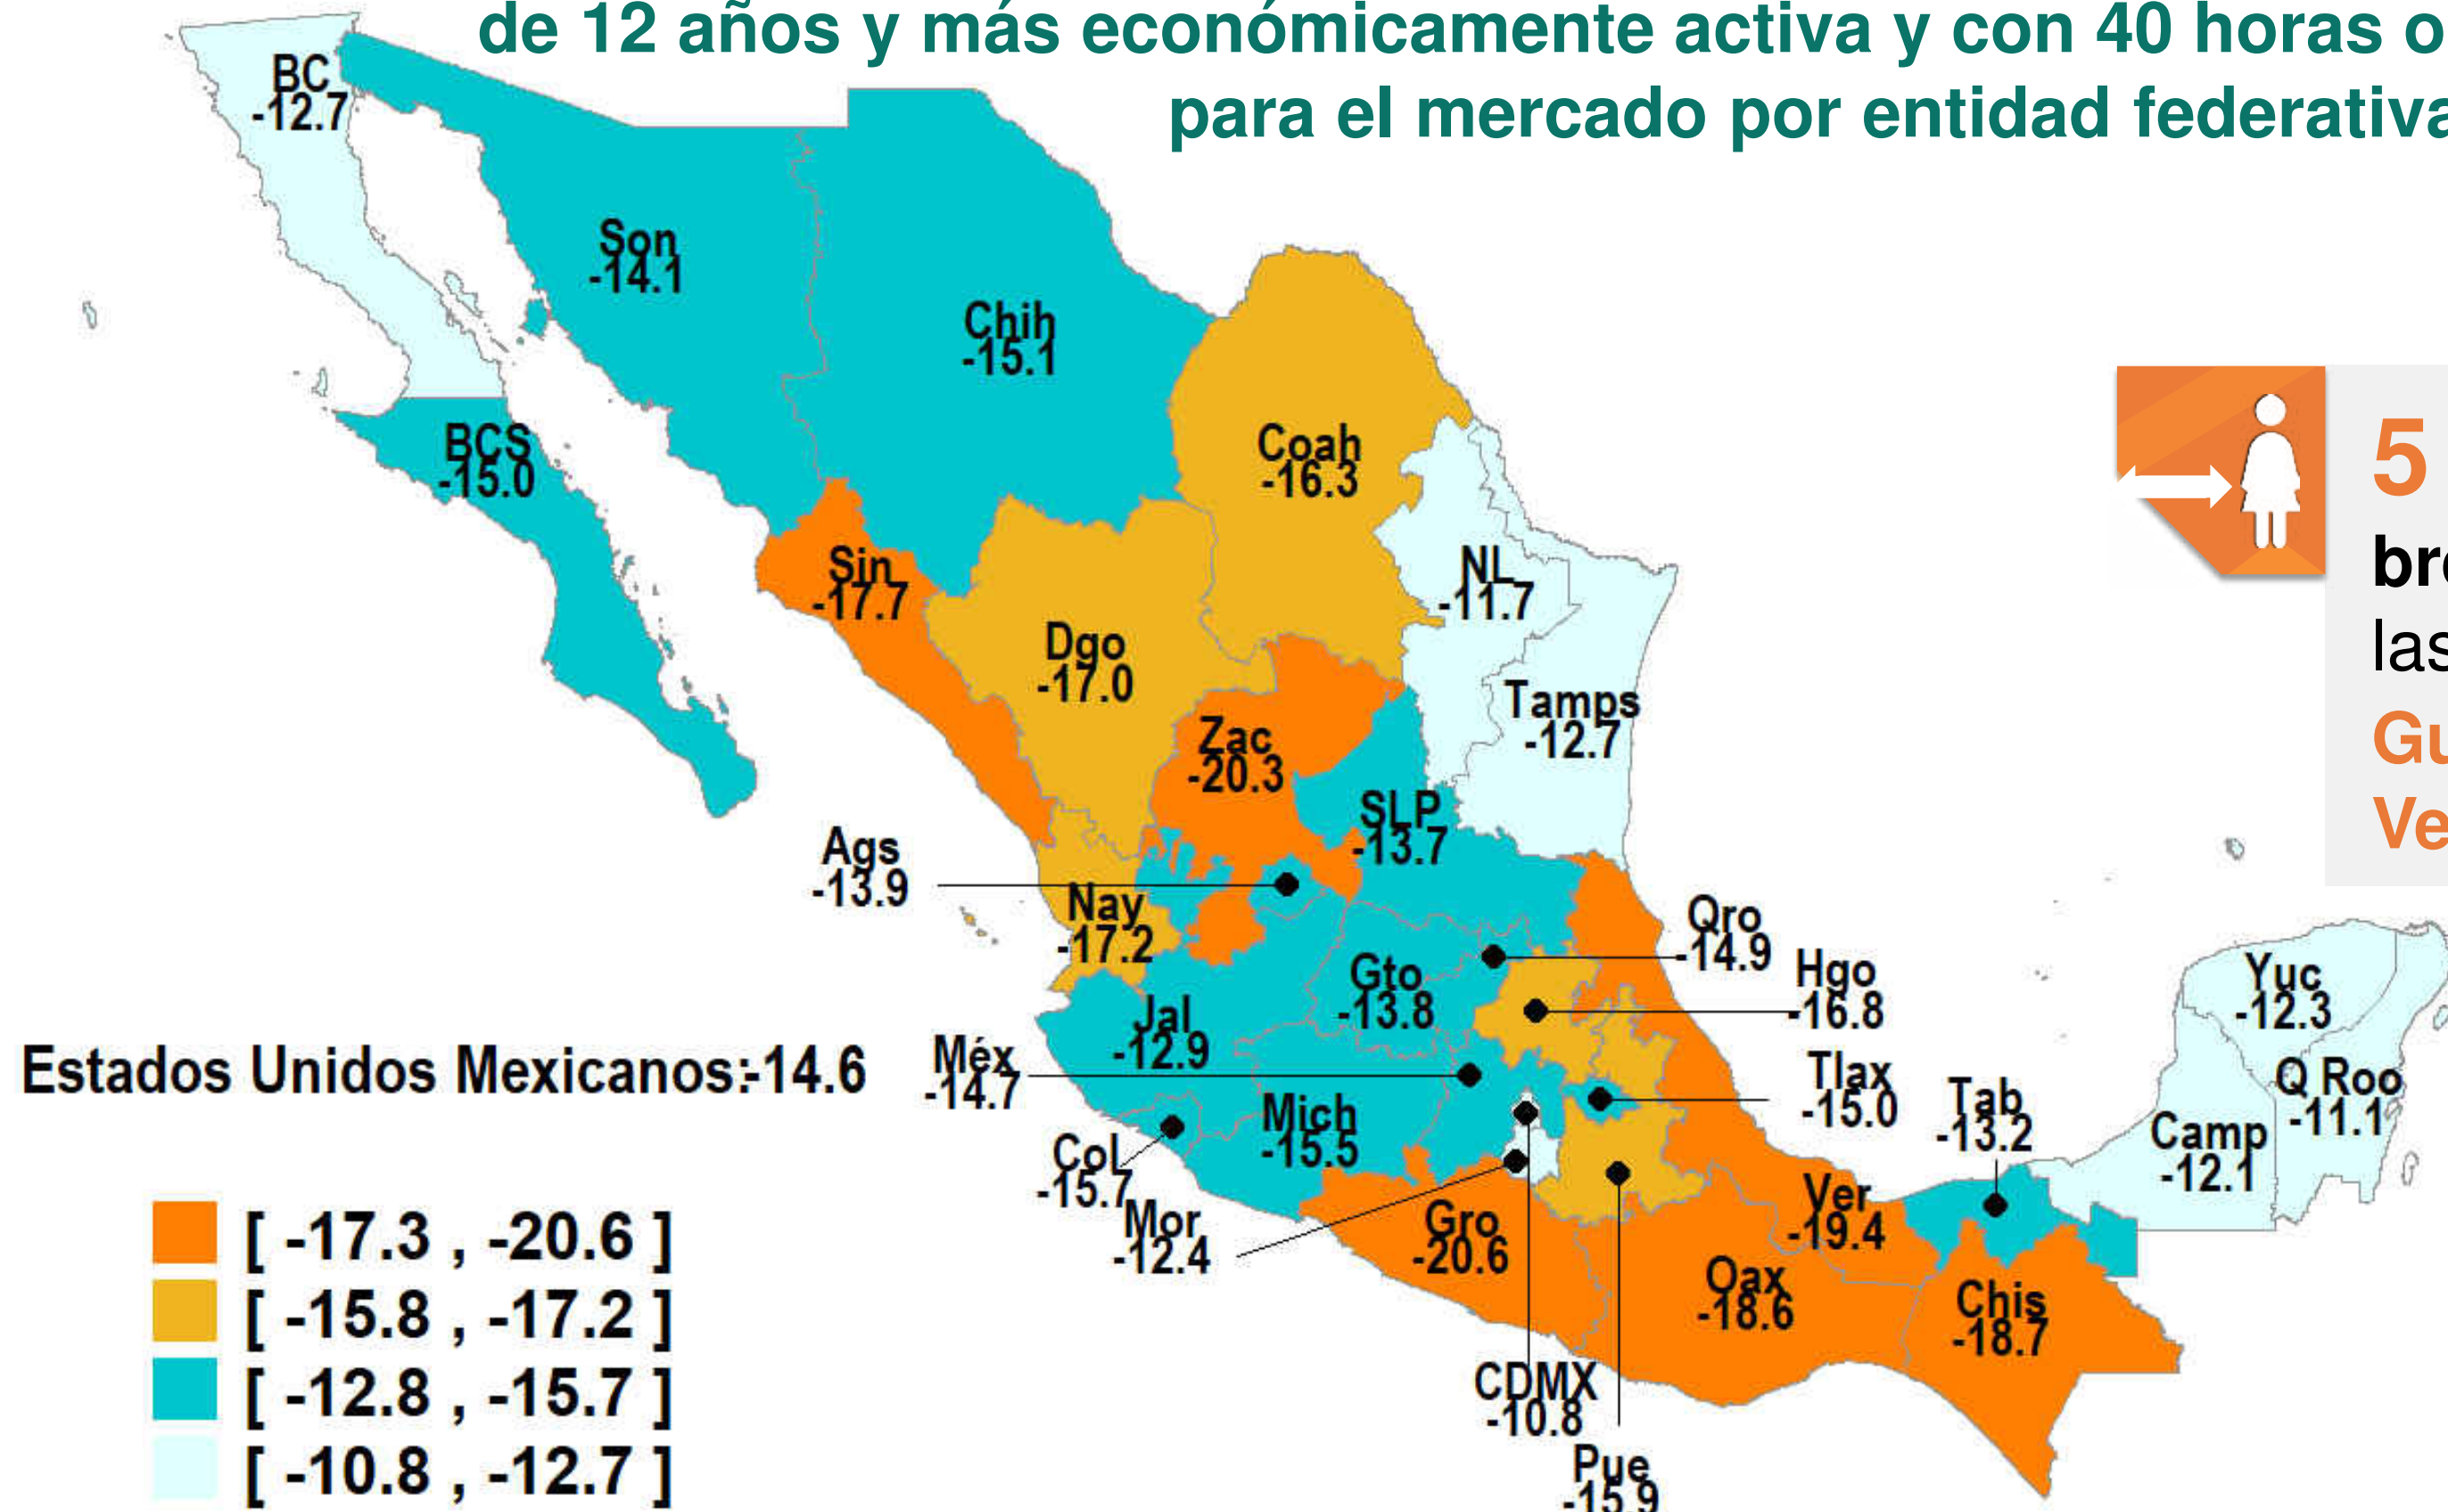 de 12 años y más económicamente activa y con 40 horas o
para el mercado por entidad federativa
BC
-12.7
Son
-14.1
Chih
-15.1
Coah
-16.3
BCS
-15.0
5
bre
las
Gu
Ve
Sin
-17.7
NL
-11.7
Dgo
-17.0
Tamps
-12.7
Zac
-20.3
SLP
-13.7
Ags
-13.9
Nay
-17.2
Qro
-14.9
Hgo
-16.8
Gto
-13.8
Jal
-12.9
Yuc
-12.3
Estados Unidos Mexicanos:-14.6
Méx
-14.7
Tlax
-15.0
Tab
-13.2
Q Roo
-11.1
Mich
-15.5
Camp
-12.1
Col
-15.7
Mor
-12.4
Gro
-20.6
Ver
-19.4
Oax
-18.6
Chis
-18.7
CDMX
-10.8
Pue
-15.9
[ -17.3 , -20.6 ]
[ -15.8 , -17.2 ]
[ -12.8 , -15.7 ]
[ -10.8 , -12.7 ]